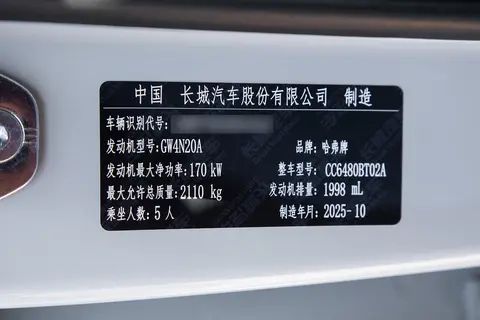 中国 长城汽车股份有限公司 制造
车辆识别代号:
发动机型号:GW4N20A 品牌:哈弗牌
发动机最大净功率:170 kW 整车型号:CC6480BT02A
最大允许总质量:2110 kg 发动机排量:1998 mL
乘坐人数:5 人 制造年月:2025-10